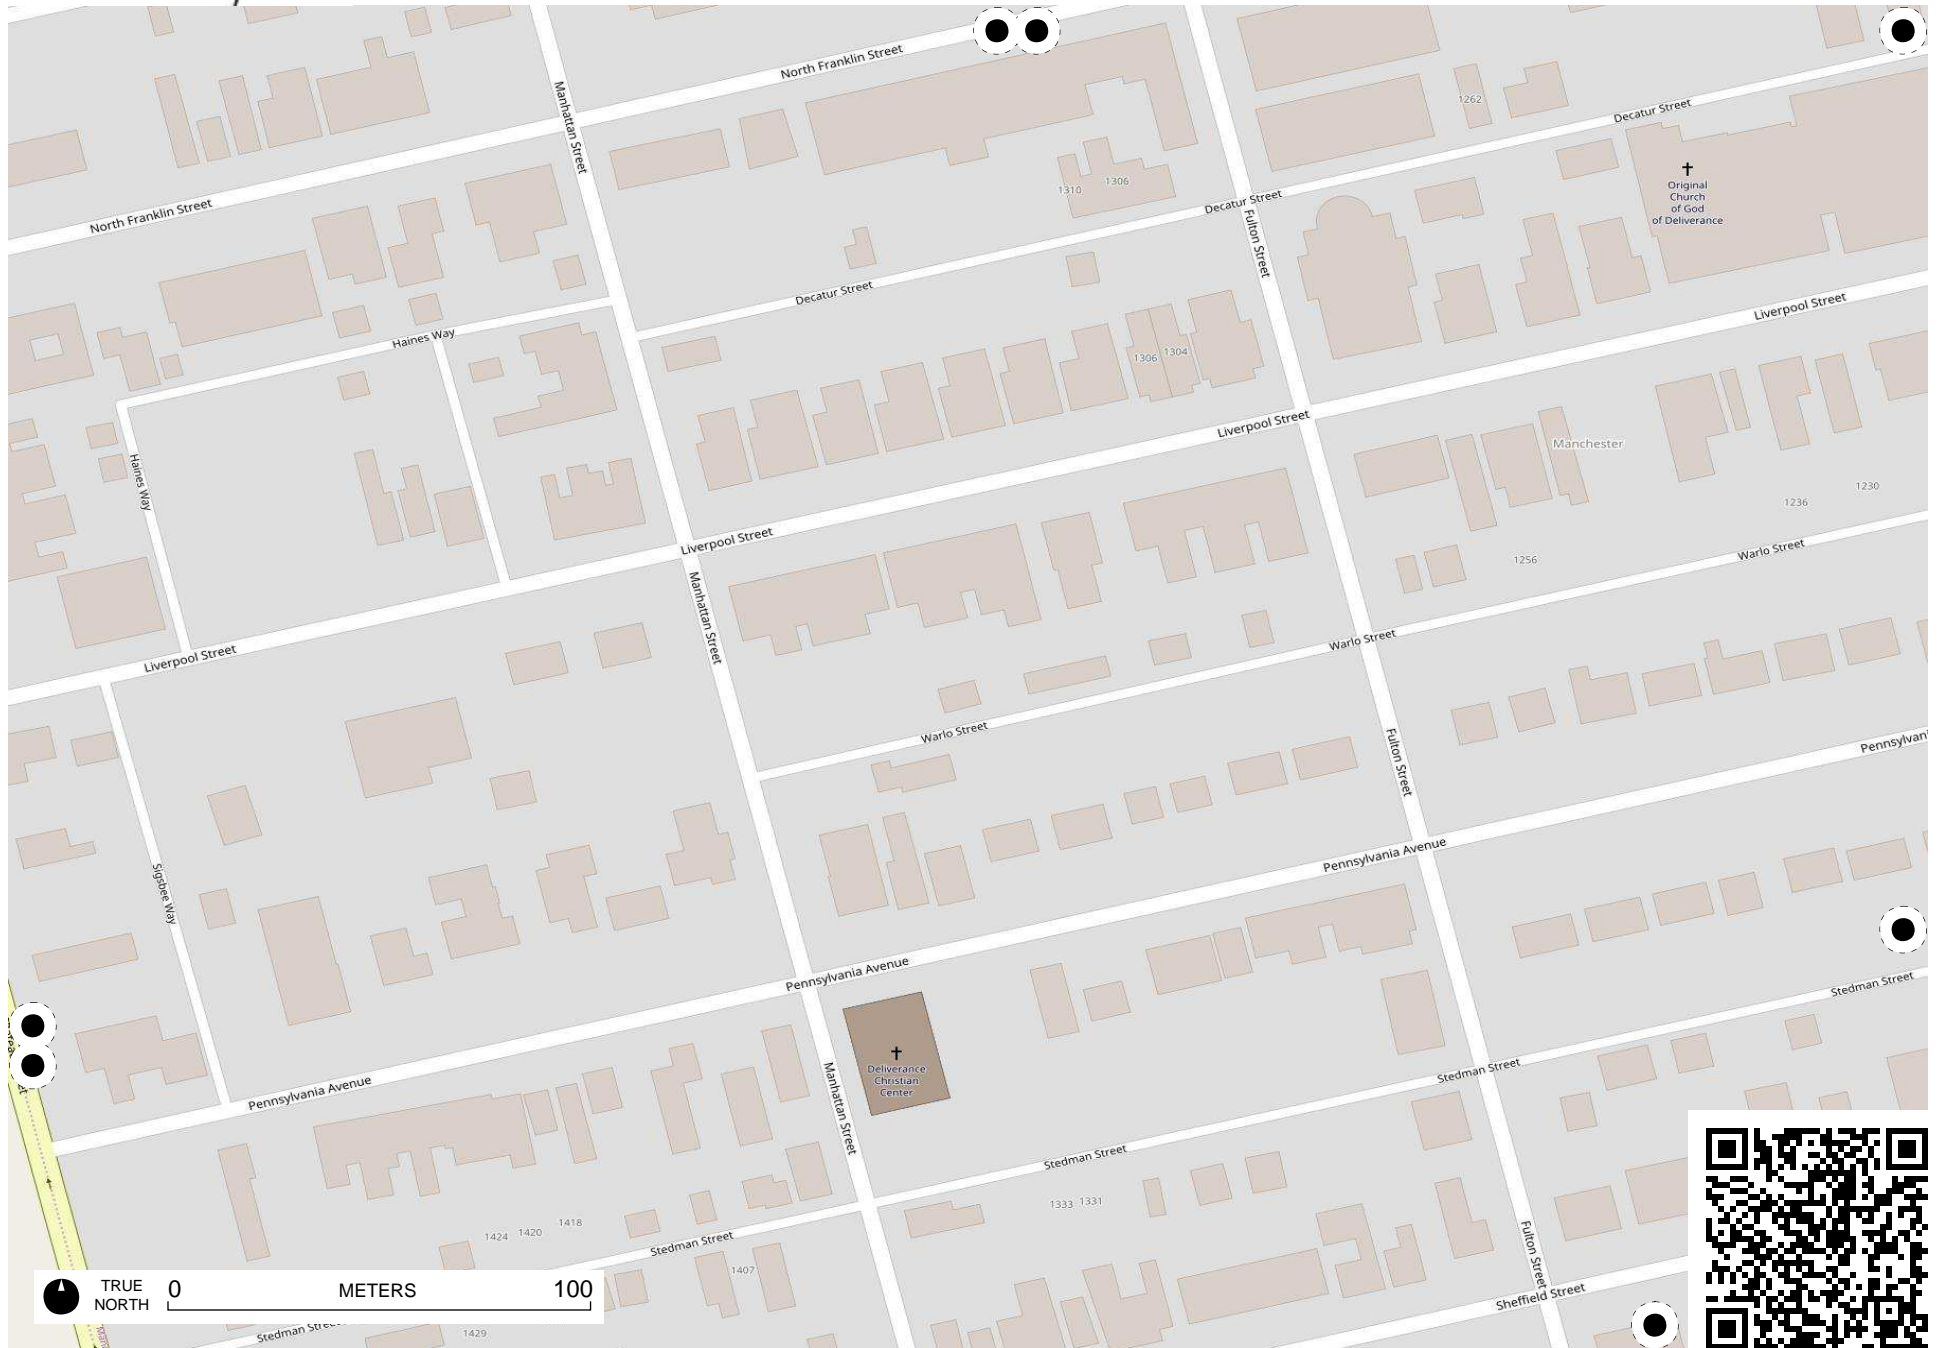 North Franklin Street
Manhattan Street
1262
Decatur Street
1310
1306
Original
Church
of God
of Deliverance
North Franklin Street
Decatur Street
Fulton Street
Decatur Street
Liverpool Street
Haines Way
1306
1304
Liverpool Street
Manchester
Haines Way
1236
1230
Liverpool Street
1256
Warlo Street
Manhattan Street
Liverpool Street
Warlo Street
Warlo Street
Fulton Street
Pennsylvani
Pennsylvania Avenue
Sigsbee Way
Pennsylvania Avenue
Stedman Street
Deliverance
Christian
Center
Stedman Street
Pennsylvania Avenue
Manhattan Street
Stedman Street
1333
1331
1424
1420
1418
Stedman Street
1407
Fulton Street
Sheffield Street
TRUE
NORTH
0
METERS
100
Stedman Street
1429